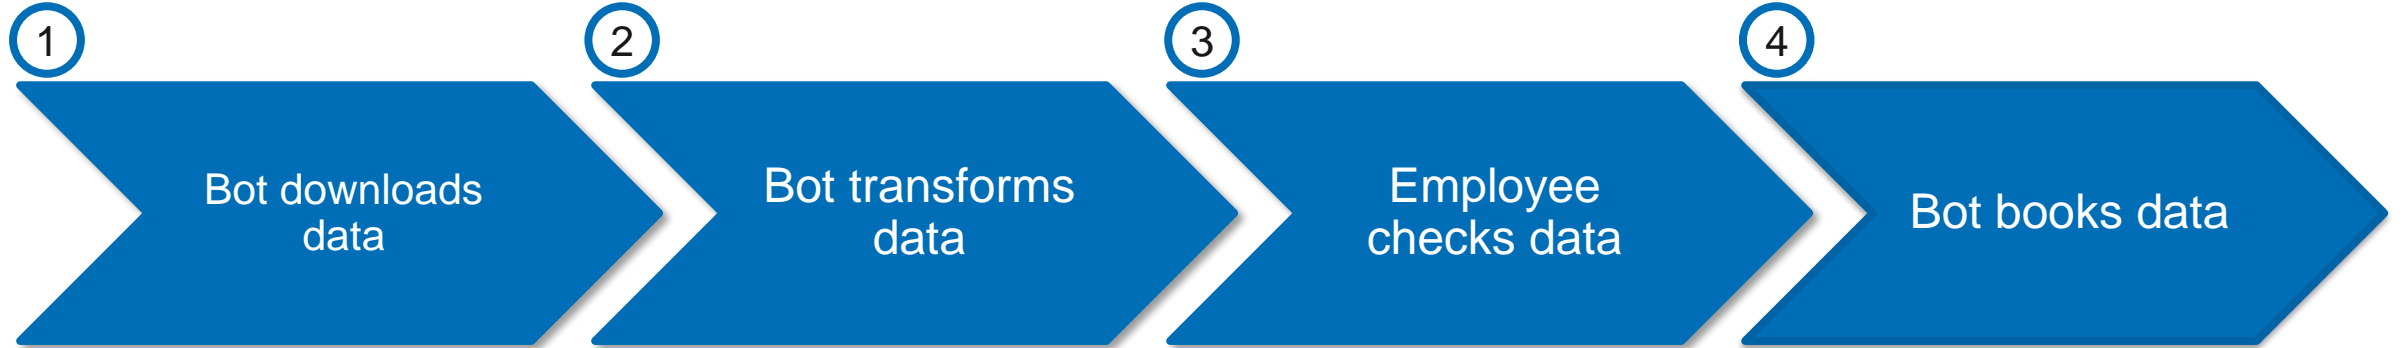 1
Bot downloads
data
2
Bot transforms
data
3
Employee
checks data
4
Bot books data